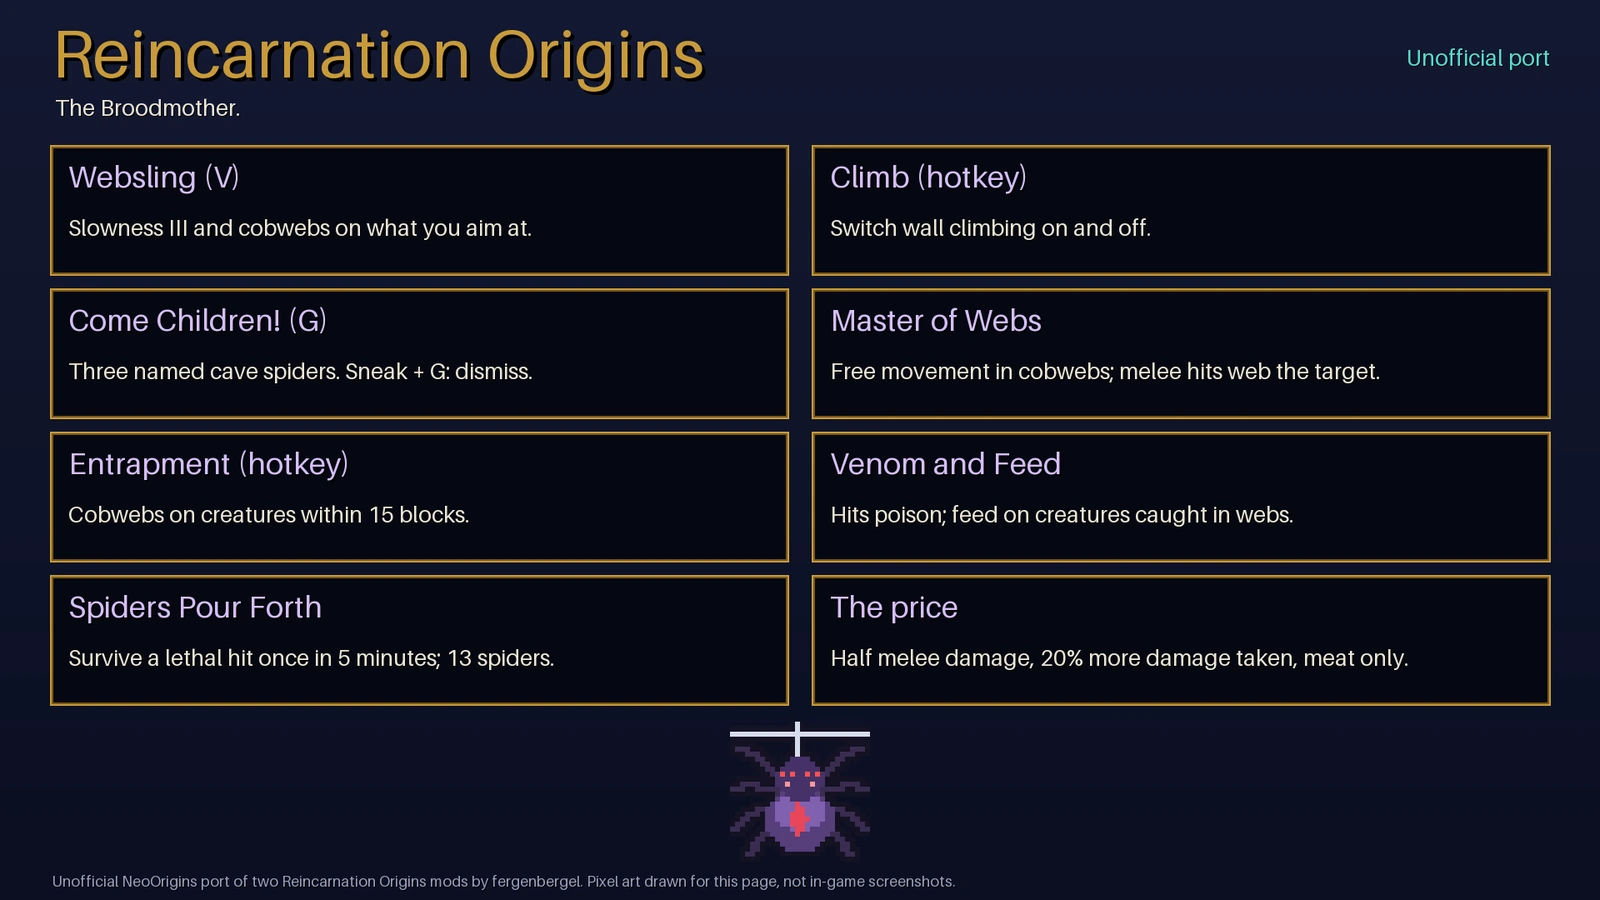 Reincarnation Origins
Unofficial port
The Broodmother.
Websling (V)
Slowness III and cobwebs on what you aim at.
Climb (hotkey)
Switch wall climbing on and off.
Come Children! (G)
Three named cave spiders. Sneak + G: dismiss.
Master of Webs
Free movement in cobwebs; melee hits web the target.
Entrapment (hotkey)
Cobwebs on creatures within 15 blocks.
Venom and Feed
Hits poison; feed on creatures caught in webs.
Spiders Pour Forth
Survive a lethal hit once in 5 minutes; 13 spiders.
The price
Half melee damage, 20% more damage taken, meat only.
Unofficial NeoOrigins port of two Reincarnation Origins mods by fergenbergel. Pixel art drawn for this page, not in-game screenshots.